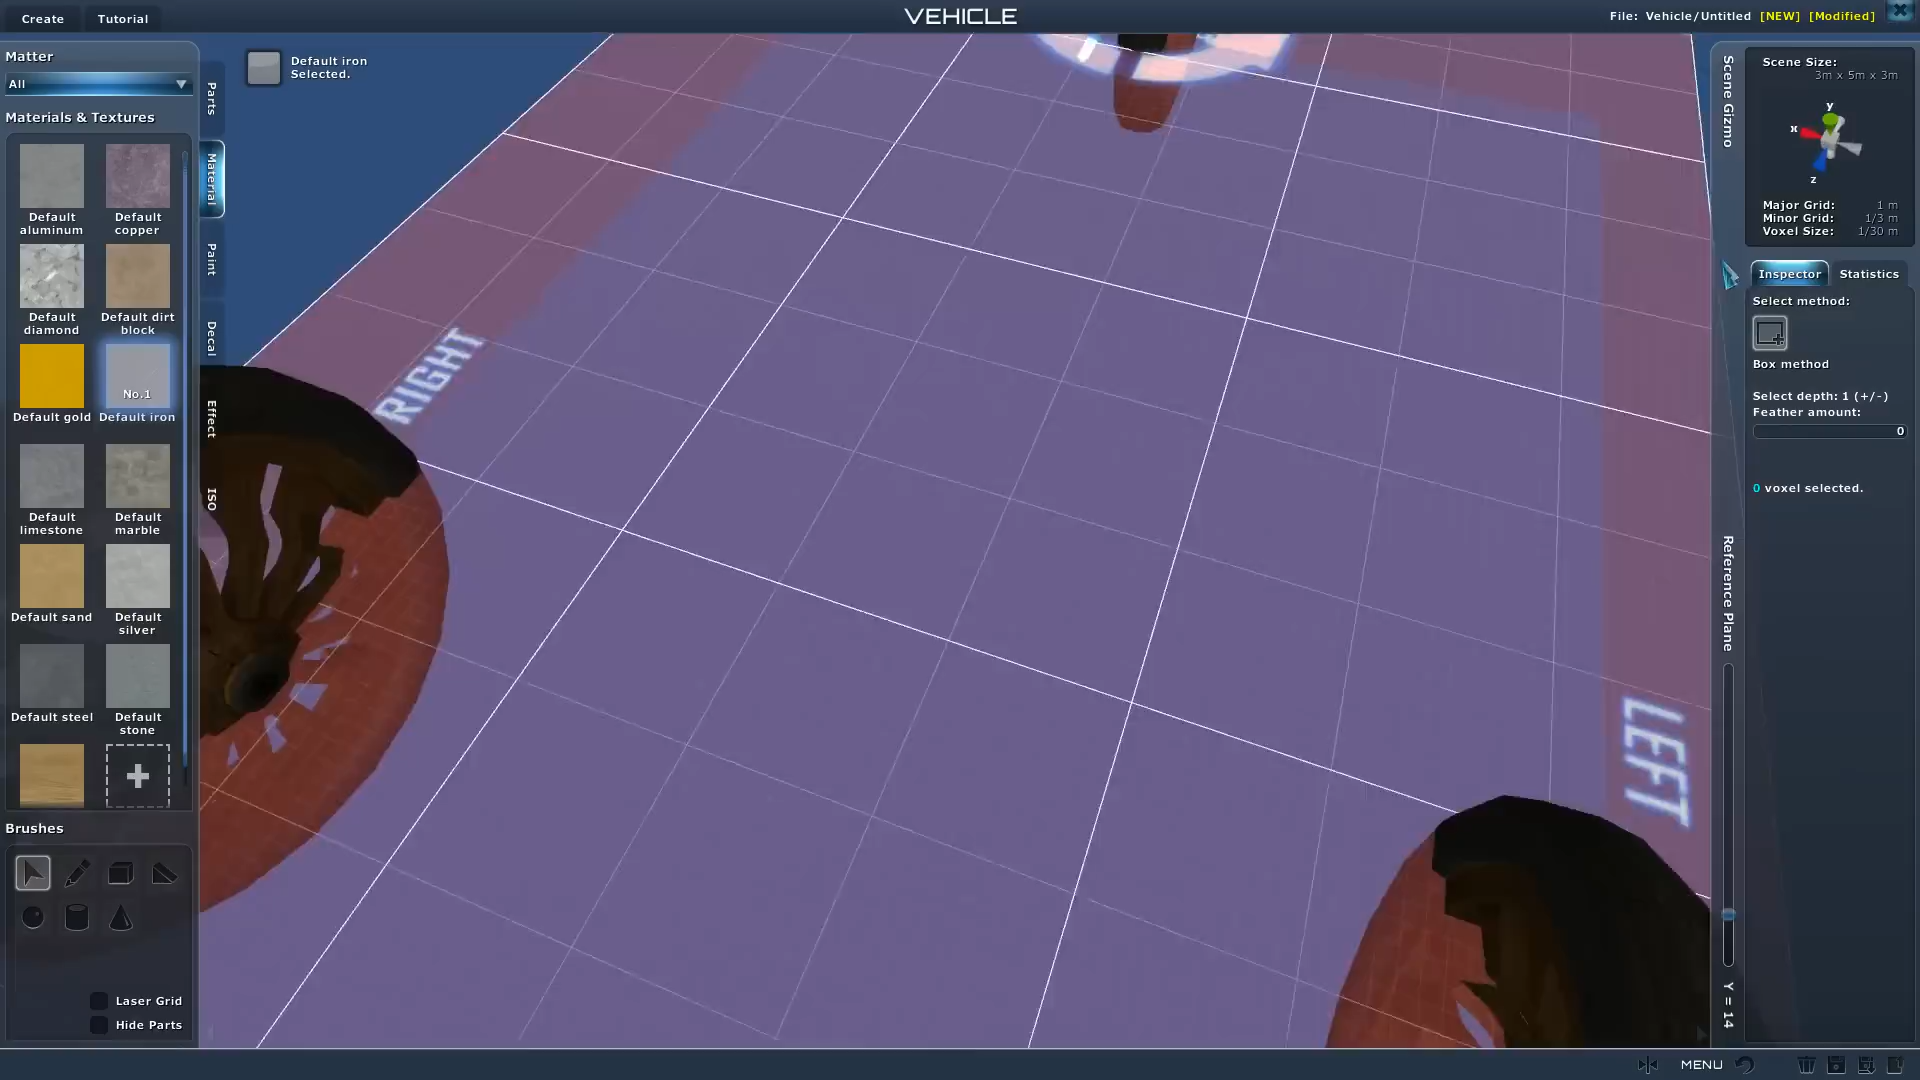 Create
Tutorial
VEHICLE
File: Vehicle/Untitled [NEW] [Modified]
Matter
All
Materials & Textures
Default aluminum
Default copper
Default diamond
Default dirt block
Default gold
No.1
Default iron
Default limestone
Default marble
Default sand
Default silver
Default steel
Default stone
Brushes
Laser Grid
Hide Parts
Parts
Material
Paint
Decal
Effect
ISO
Default iron
Selected.
RIGHT
LEFT
Scene Gizmo
Reference Plane
Y = 14
Scene Size:
3m x 5m x 3m
y
x
z
Major Grid: 1 m
Minor Grid: 1/3 m
Voxel Size: 1/30 m
Inspector
Statistics
Select method:
Box method
Select depth: 1 (+/-)
Feather amount:
0
0 voxel selected.
MENU